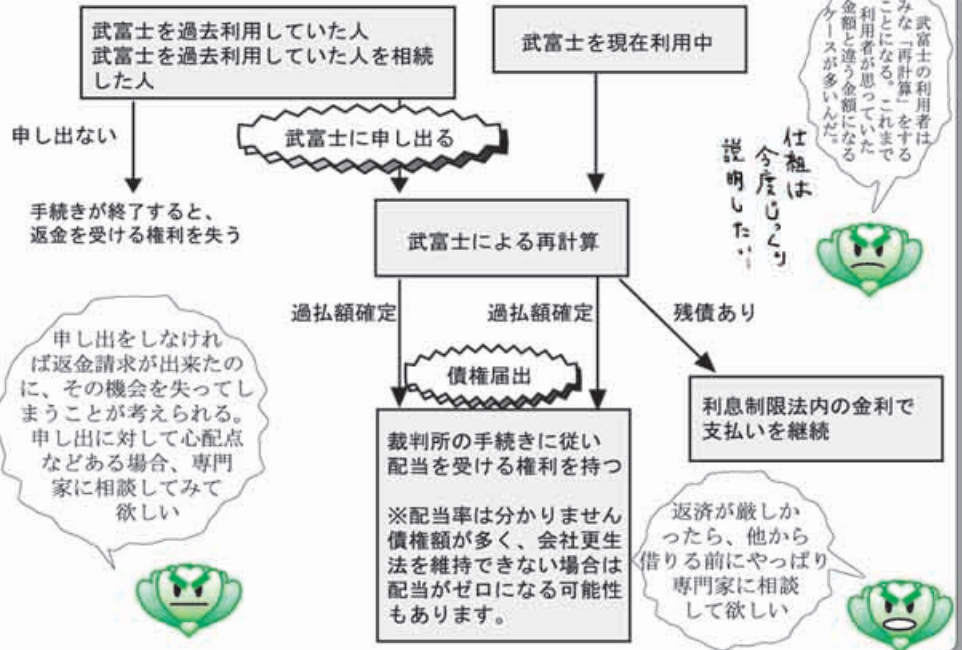 武富士を過去利用していた人
武富士を過去利用していた人を相続
した人
武富士を現在利用中
武富士の利用者は
みな「再計算」をする
ことになる。これまで
利用者が思っていた
金額と違う金額になる
ケースが多いんだ。
仕組は
今度じっくり
説明したい
申し出ない
武富士に申し出る
手続きが終了すると、
返金を受ける権利を失う
武富士による再計算
過払額確定
過払額確定
残債あり
債権届出
申し出をしなけれ
ば返金請求が出来たの
に、その機会を失ってし
まうことが考えられる。
申し出に対して心配点
などある場合、専門
家に相談してみて
欲しい
利息制限法内の金利で
支払いを継続
裁判所の手続きに従い
配当を受ける権利を持つ
※配当率は分かりません
債権額が多く、会社更生
法を維持できない場合は
配当がゼロになる可能性
もあります。
返済が厳しか
ったら、他から
借りる前にやっぱり
専門家に相談
して欲しい